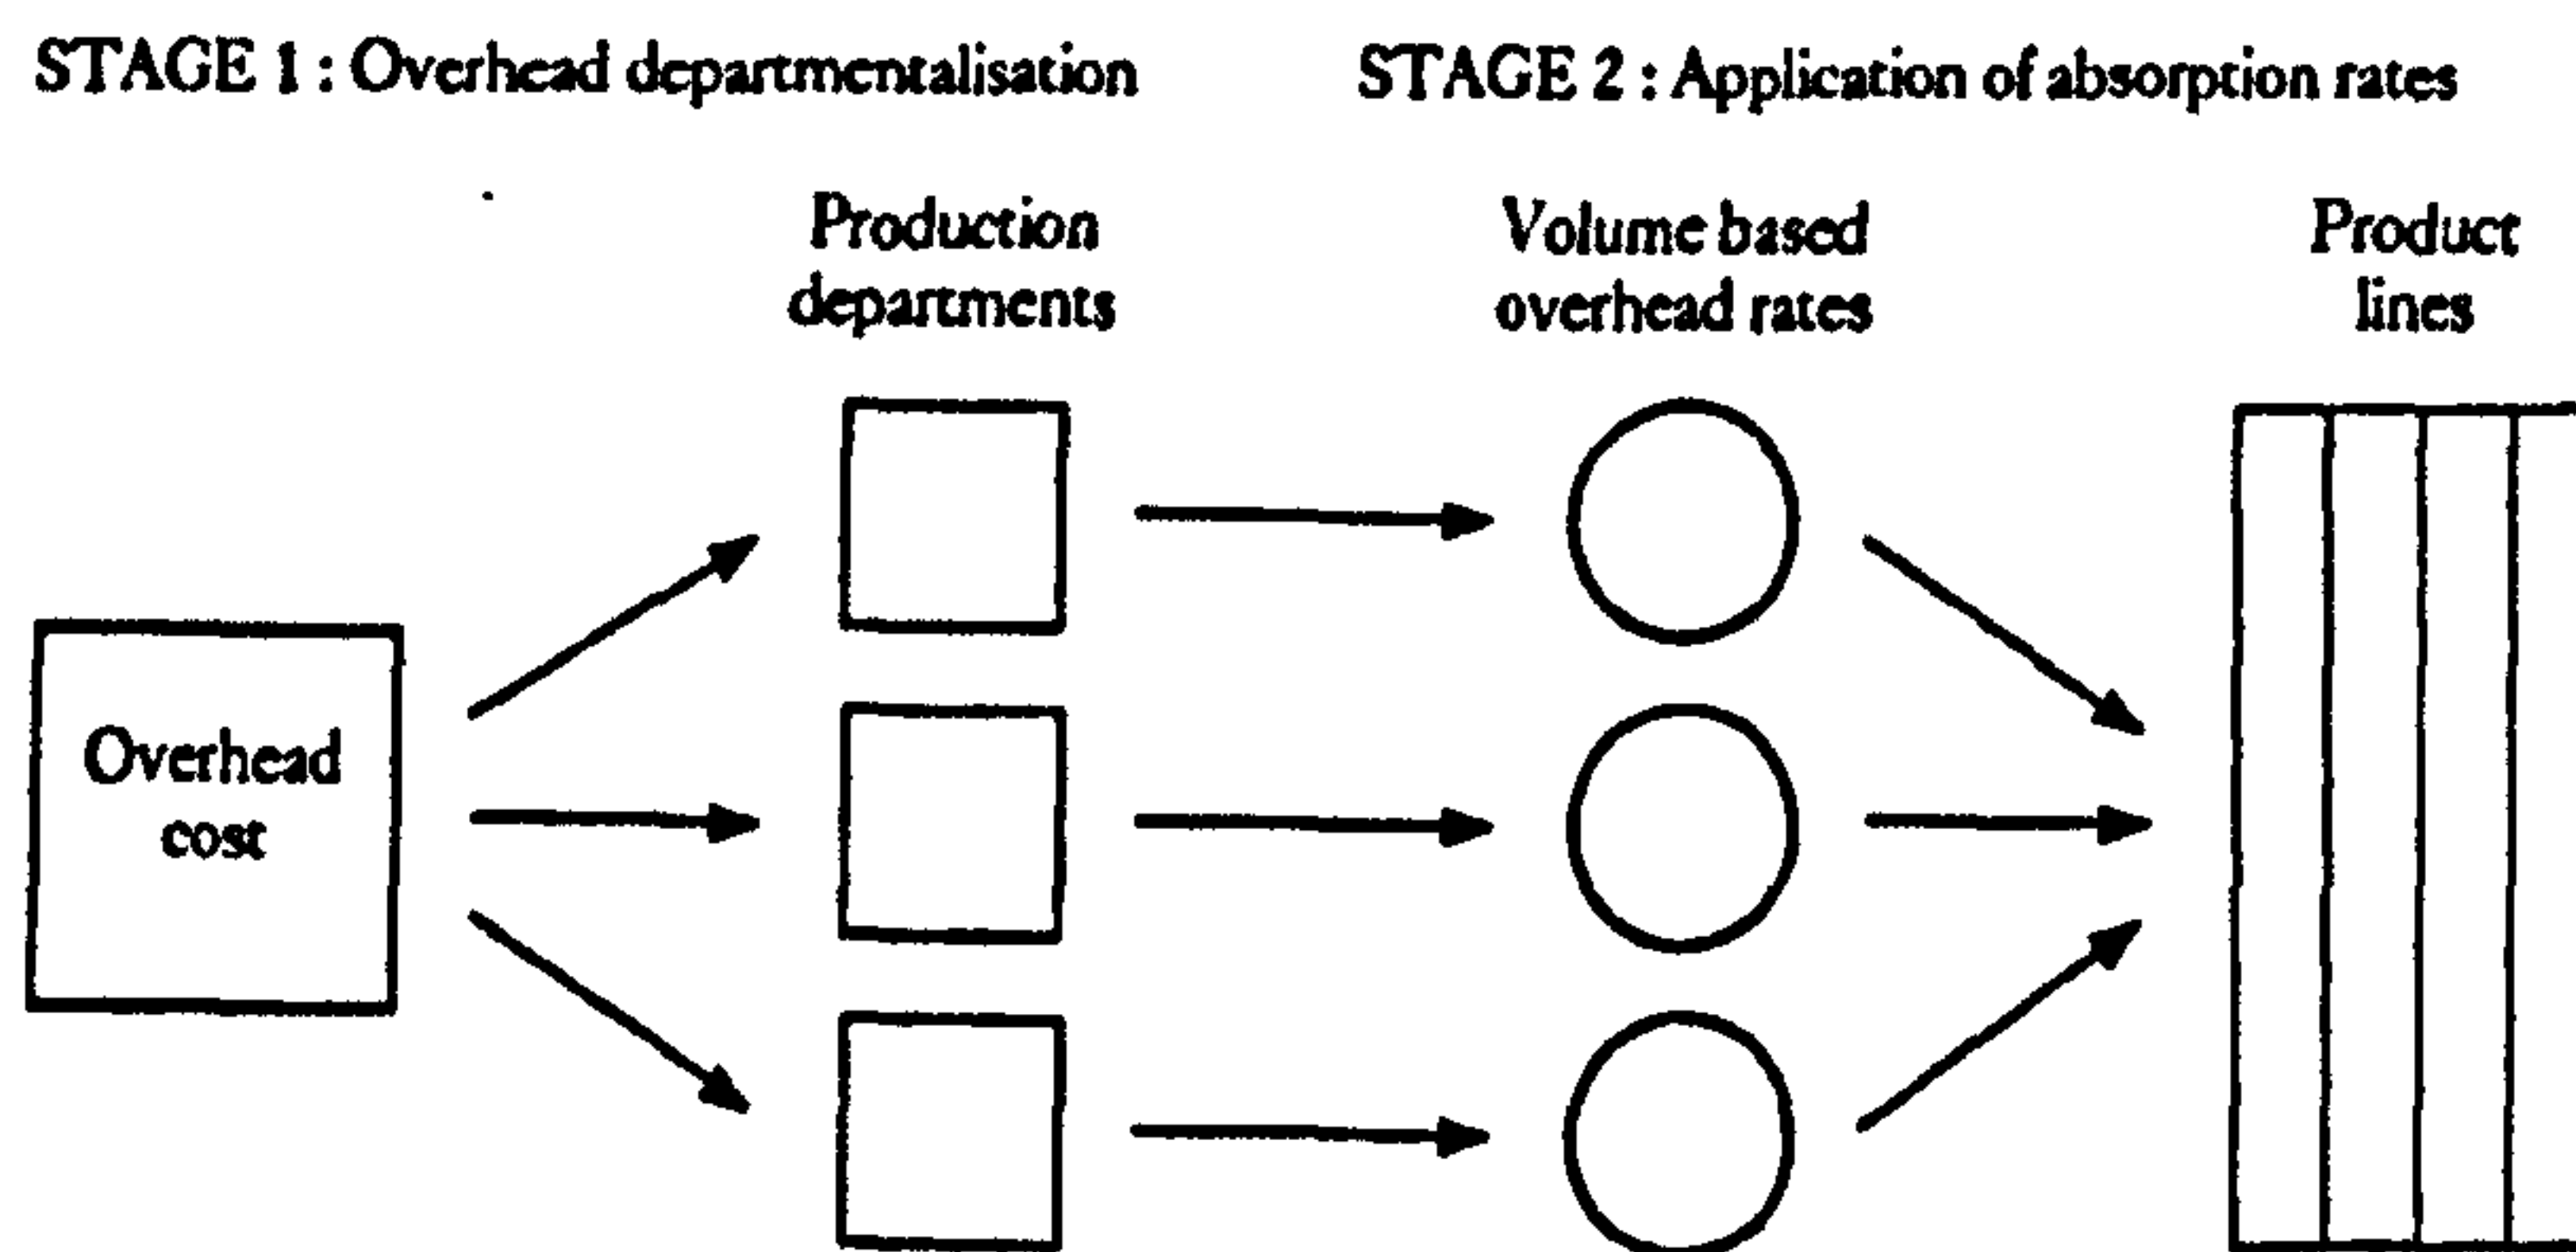 STAGE 1 : Overhead departmentalisation
STAGE 2 : Application of absorption rates
Production
departments
Volume based
overhead rates
Product
lines
Overhead
cost